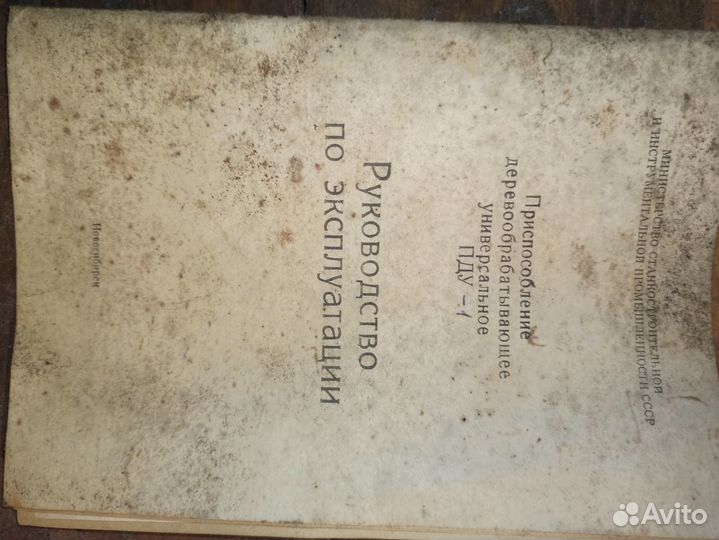 МИНИСТЕРСТВО СТАНКОСТРОИТЕЛЬНОЙ
И ИНСТРУМЕНТАЛЬНОЙ ПРОМЫШЛЕННОСТИ СССР
Приспособление
деревообрабатывающее
универсальное
ПДУ-1
Руководство
по эксплуатации
Новосибирск
Avito